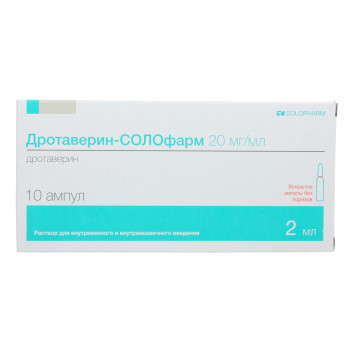 SOLOPHARM
Дротаверин-СОЛОфарм 20 мг/мл
дротаверин
10 ампул
Вскрытие
ампулы без
порезов
Раствор для внутривенного и внутримышечного введения
2 мл